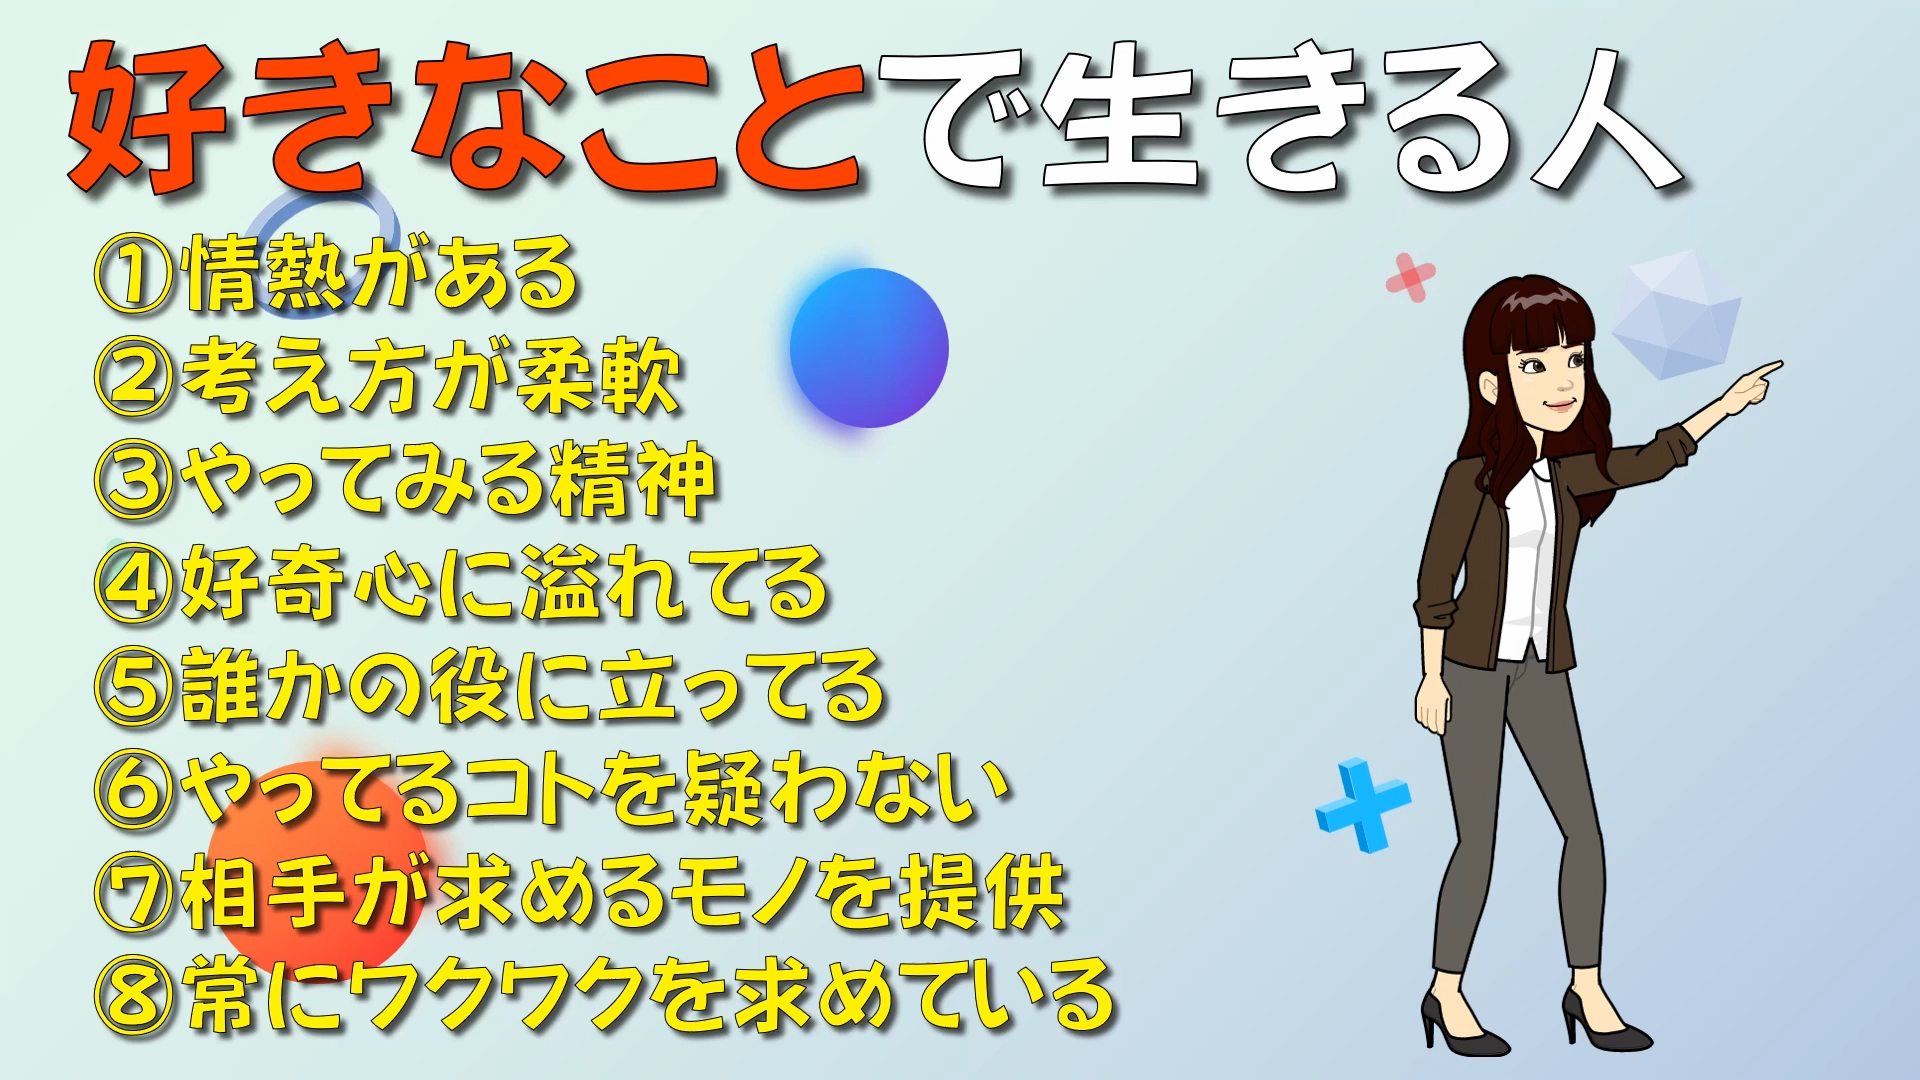 好きなことで生きる人
①情熱がある
②考え方が柔軟
③やってみる精神
④好奇心に溢れてる
⑤誰かの役に立ってる
⑥やってるコトを疑わない
⑦相手が求めるモノを提供
⑧常にワクワクを求めている